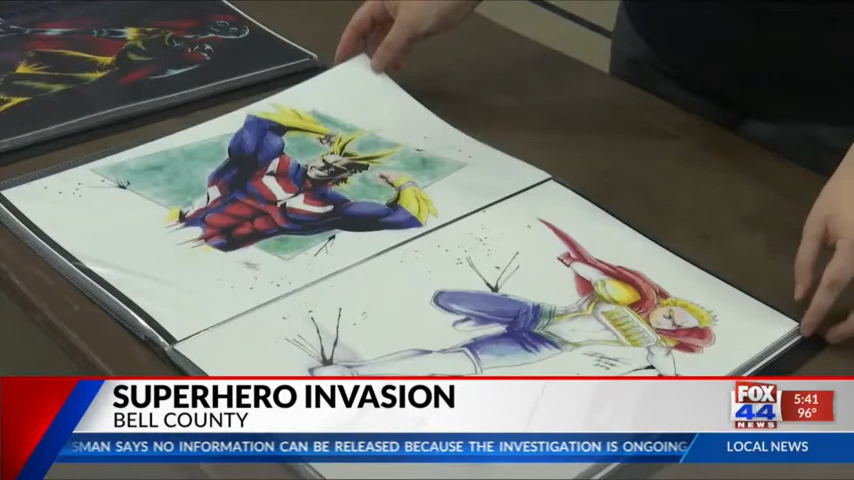 SUPERHERO INVASION
BELL COUNTY
FOX
44
NEWS
5:41
96°
SMAN SAYS NO INFORMATION CAN BE RELEASED BECAUSE THE INVESTIGATION IS ONGOING
LOCAL NEWS